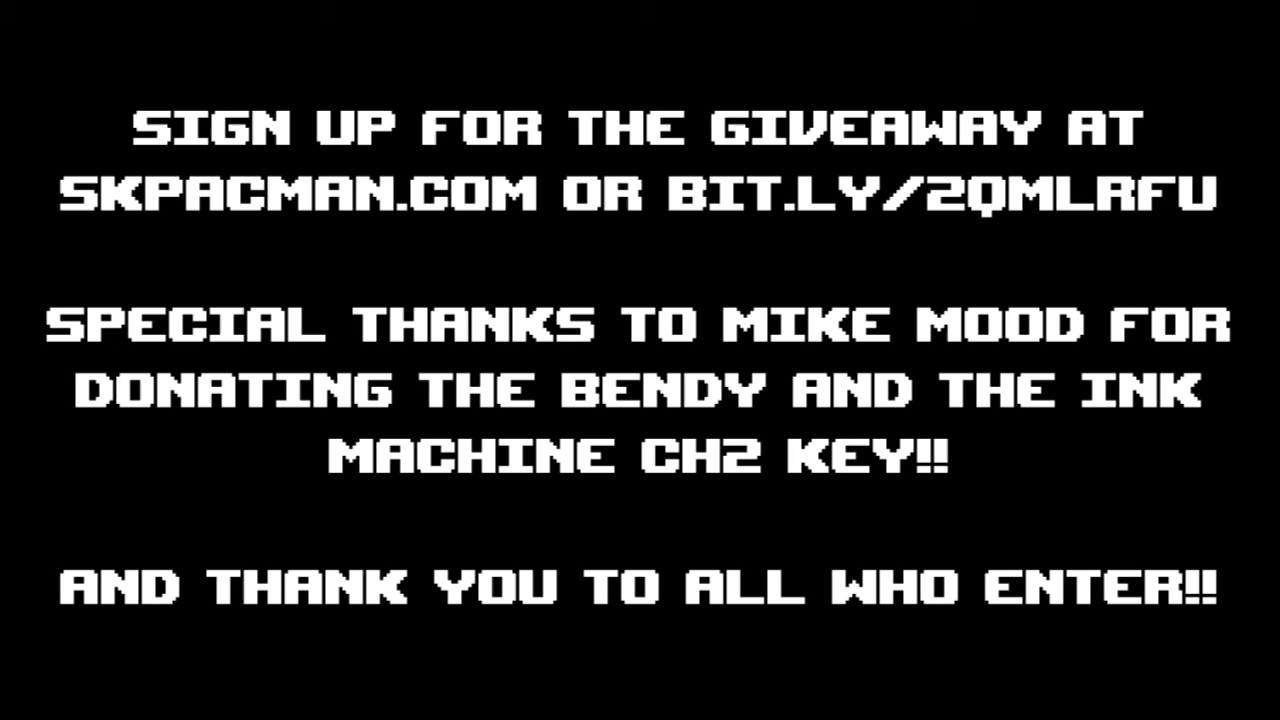 SIGN UP FOR THE GIVEAWAY AT
SKPACMAN.COM OR BIT.LY/2QMLRFU
SPECIAL THANKS TO MIKE MOOD FOR
DONATING THE BENDY AND THE INK
MACHINE CH2 KEY!!
AND THANK YOU TO ALL WHO ENTER!!